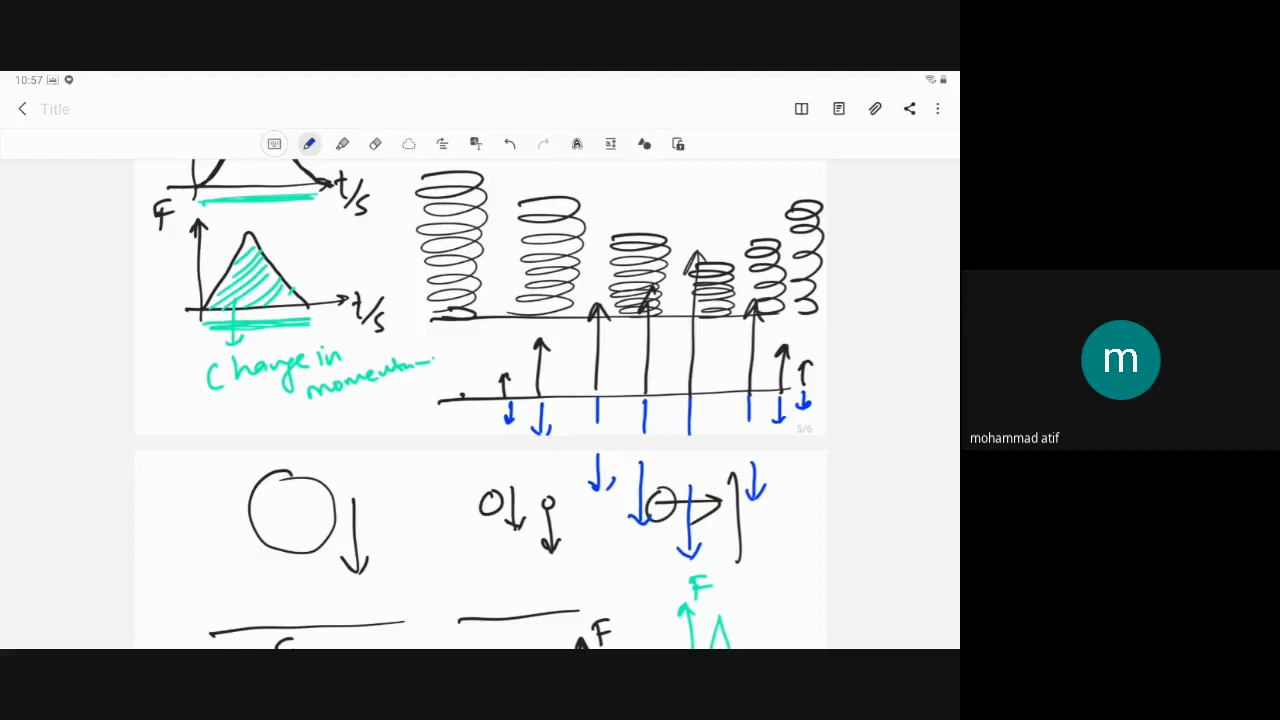 10:57
Title
t/s
F
t/s
Change in
momentum
5/6
F
F
m
mohammad atif